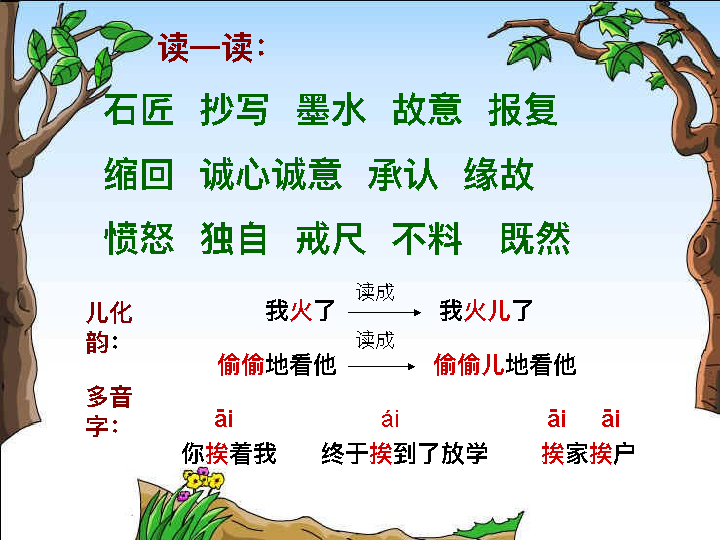 读一读：
石匠 抄写 墨水 故意 报复
缩回 诚心诚意 承认 缘故
愤怒 独自 戒尺 不料 既然
儿化韵：
我火了 读成 我火儿了
偷偷地看他 读成 偷偷儿地看他
多音字：
āi ái āi āi
你挨着我 终于挨到了放学 挨家挨户